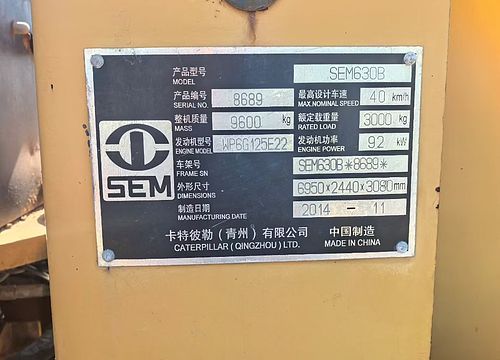 产品型号 SEM630B
MODEL
产品编号 8689 最高设计车速 40 km/h
SERIAL NO. MAX.NOMINAL SPEED
整机质量 9600 kg 额定载重量 3000 kg
MASS RATED LOAD
发动机型号 WP6G125E22 发动机功率 92 kW
ENGINE MODEL ENGINE POWER
车架号 SEM630B*8689*
FRAME SN
外形尺寸 6950×2440×3080mm
DIMENSIONS
制造日期 2014 - 11
MANUFACTURING DATE
SEM
卡特彼勒（青州）有限公司 中国制造
CATERPILLAR (QINGZHOU) LTD. MADE IN CHINA